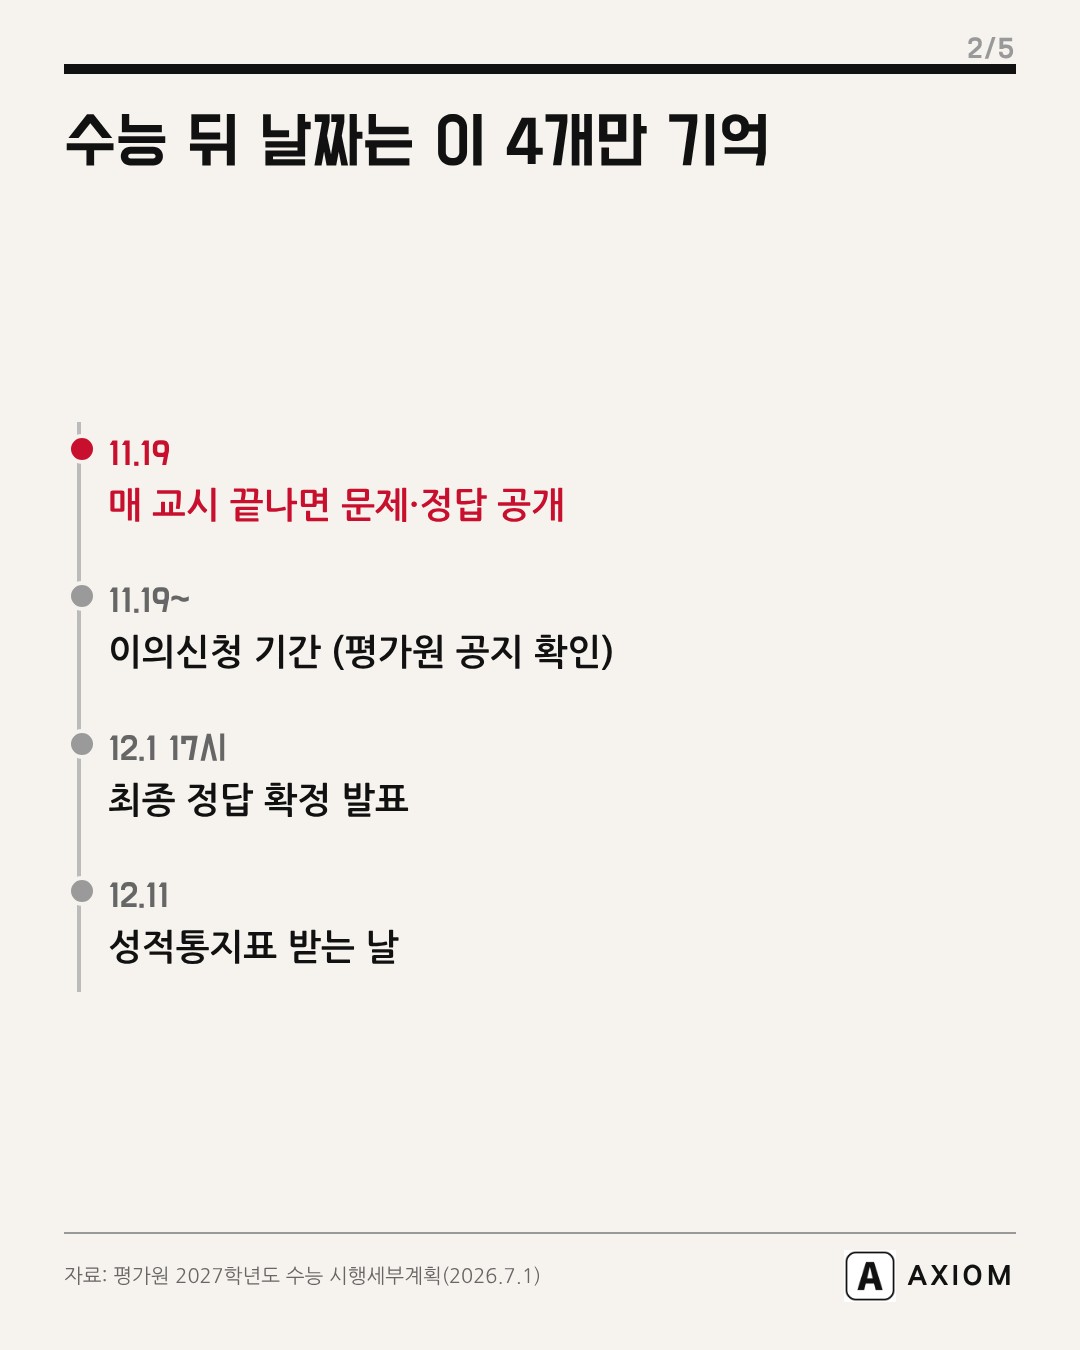 2/5
수능 뒤 날짜는 이 4개만 기억
11.19
매 교시 끝나면 문제·정답 공개
11.19~
이의신청 기간 (평가원 공지 확인)
12.1 17시
최종 정답 확정 발표
12.11
성적통지표 받는 날
자료: 평가원 2027학년도 수능 시행세부계획(2026.7.1)
A AXIOM